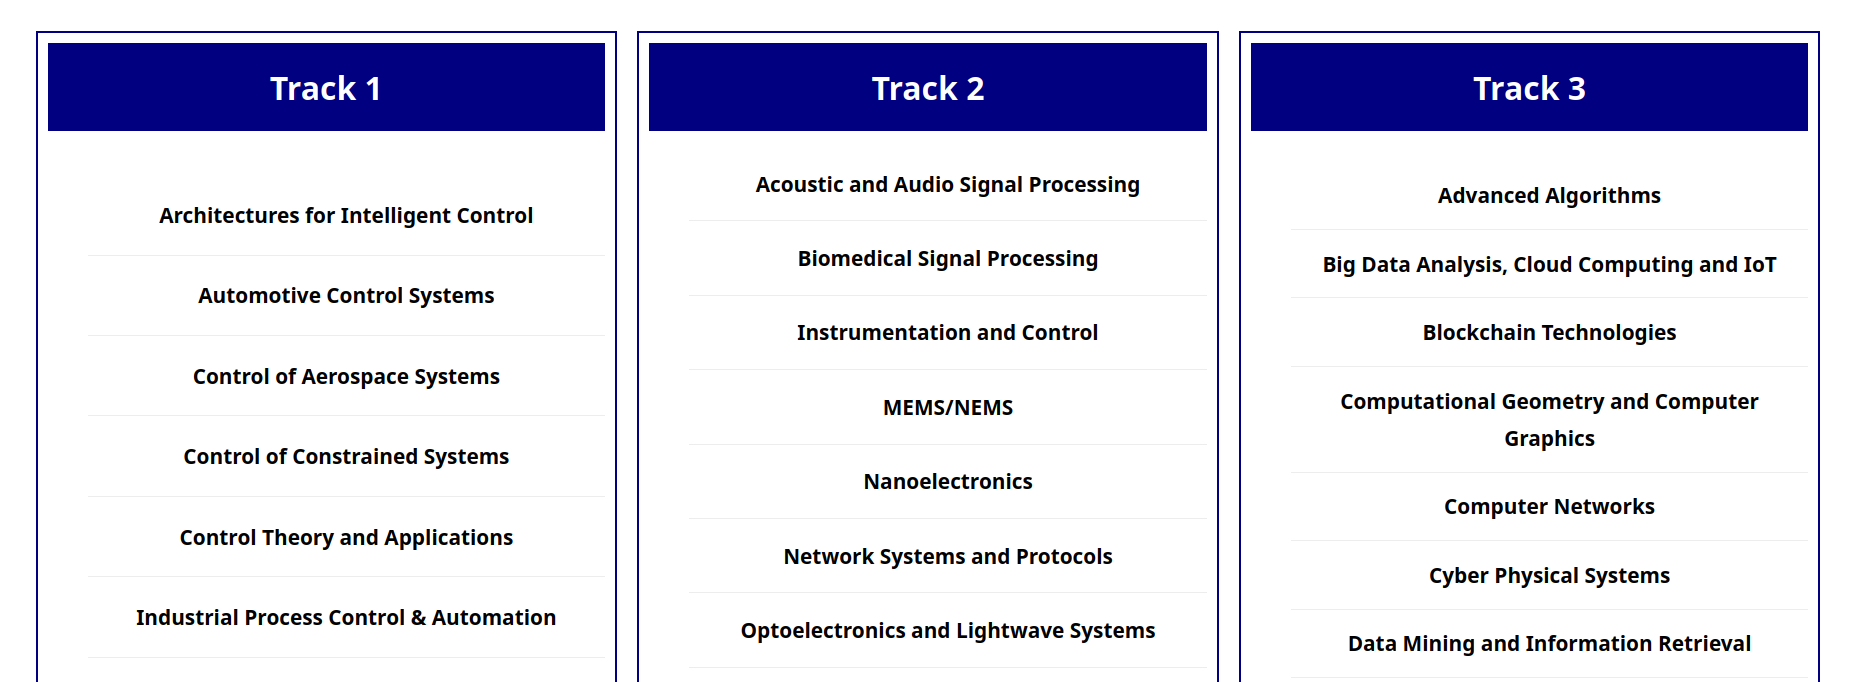 Track 1
Architectures for Intelligent Control
Automotive Control Systems
Control of Aerospace Systems
Control of Constrained Systems
Control Theory and Applications
Industrial Process Control & Automation
Track 2
Acoustic and Audio Signal Processing
Biomedical Signal Processing
Instrumentation and Control
MEMS/NEMS
Nanoelectronics
Network Systems and Protocols
Optoelectronics and Lightwave Systems
Track 3
Advanced Algorithms
Big Data Analysis, Cloud Computing and IoT
Blockchain Technologies
Computational Geometry and Computer
Graphics
Computer Networks
Cyber Physical Systems
Data Mining and Information Retrieval